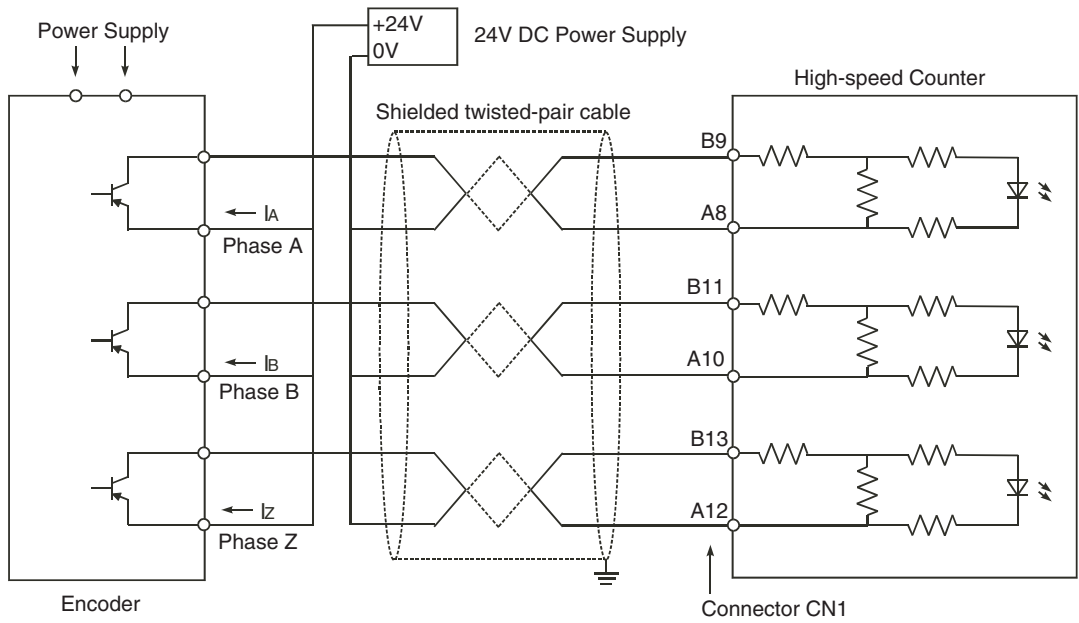 Power Supply
+24V
0V
24V DC Power Supply
High-speed Counter
Shielded twisted-pair cable
B9
IA
A8
Phase A
B11
IB
A10
Phase B
B13
IZ
A12
Phase Z
Encoder
Connector CN1